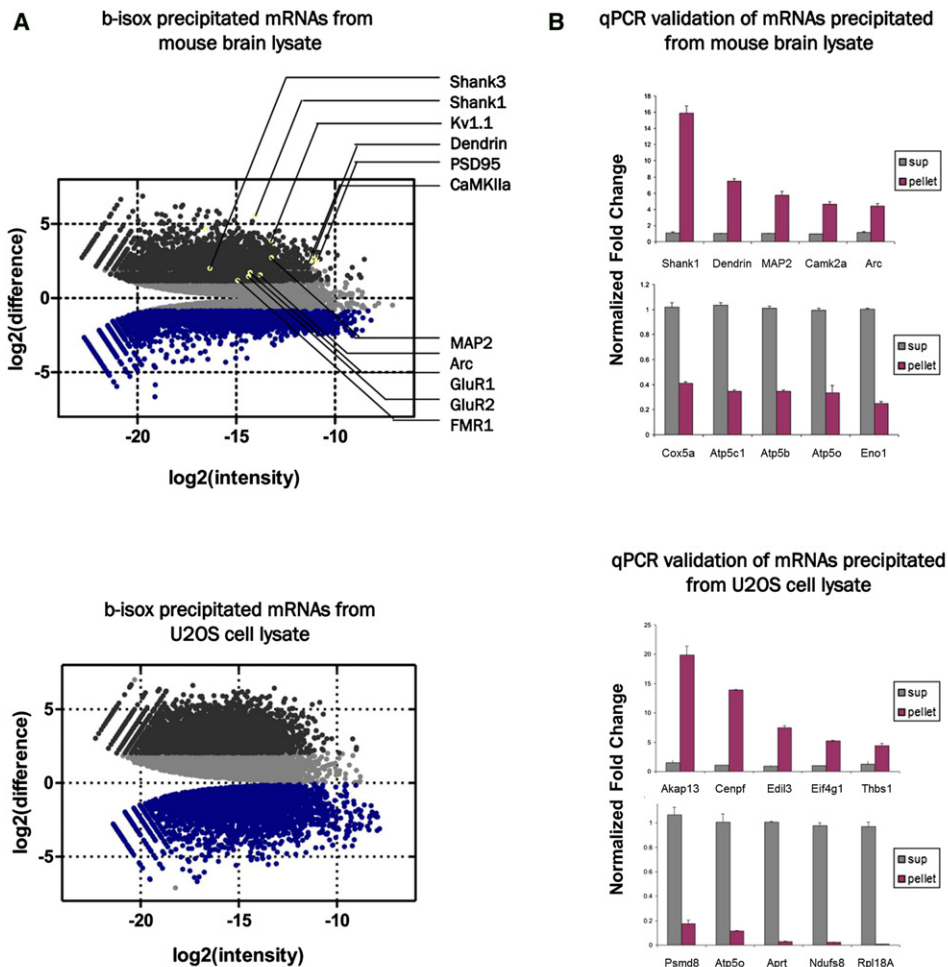 A
b-isox precipitated mRNAs from
mouse brain lysate
Shank3
Shank1
Kv1.1
Dendrin
PSD95
CaMKIIa
5
0
-5
log2(difference)
MAP2
Arc
GluR1
GluR2
FMR1
-20 -15 -10
log2(intensity)
b-isox precipitated mRNAs from
U2OS cell lysate
5
0
-5
log2(difference)
-20 -15 -10
log2(intensity)
B
qPCR validation of mRNAs precipitated
from mouse brain lysate
Normalized Fold Change
18
16
14
12
10
8
6
4
2
0
sup
pellet
Shank1 Dendrin MAP2 Camk2a Arc
1.2
1
0.8
0.6
0.4
0.2
0
sup
pellet
Cox5a Atp5c1 Atp5b Atp5o Eno1
qPCR validation of mRNAs precipitated
from U2OS cell lysate
Normalized Fold Change
25
20
15
10
5
0
sup
pellet
Akap13 Cenpf Edil3 Eif4g1 Thbs1
1
0.8
0.6
0.4
0.2
0
sup
pellet
Psmd8 Atp5o Aprt Ndufs8 Rpl18A